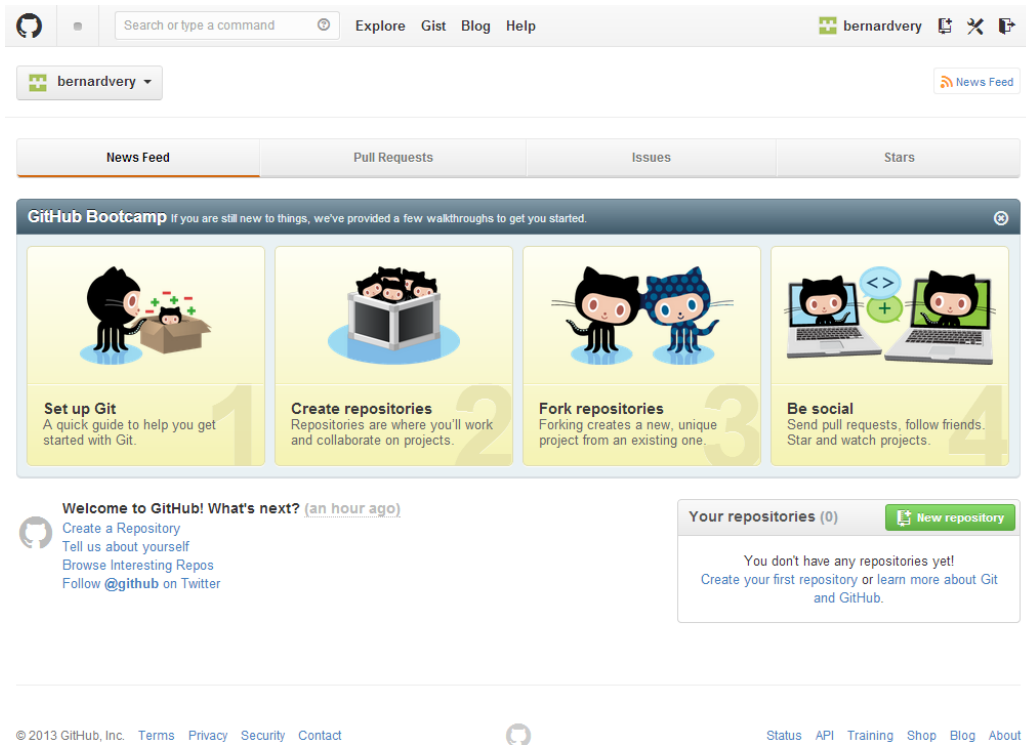 Search or type a command Explore Gist Blog Help bernardvery
bernardvery News Feed
News Feed Pull Requests Issues Stars
GitHub Bootcamp If you are still new to things, we've provided a few walkthroughs to get you started.
1
Set up Git
A quick guide to help you get
started with Git.
2
Create repositories
Repositories are where you'll work
and collaborate on projects.
3
Fork repositories
Forking creates a new, unique
project from an existing one.
4
Be social
Send pull requests, follow friends.
Star and watch projects.
Welcome to GitHub! What's next? (an hour ago)
Create a Repository
Tell us about yourself
Browse Interesting Repos
Follow @github on Twitter
Your repositories (0) New repository
You don't have any repositories yet!
Create your first repository or learn more about Git
and GitHub.
© 2013 GitHub, Inc. Terms Privacy Security Contact Status API Training Shop Blog About